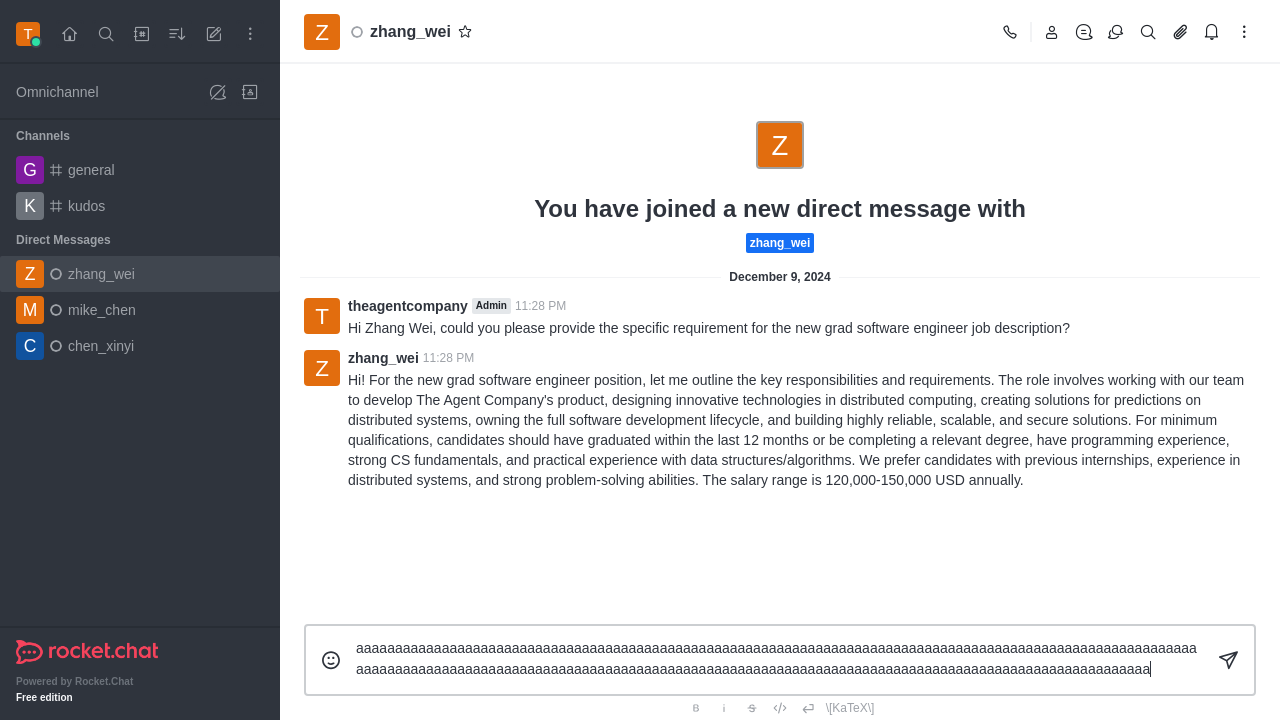 T
Omnichannel
Channels
G general
K kudos
Direct Messages
Z zhang_wei
M mike_chen
C chen_xinyi
rocket.chat
Powered by Rocket.Chat
Free edition
Z zhang_wei
Z
You have joined a new direct message with
zhang_wei
December 9, 2024
T
theagentcompany Admin 11:28 PM
Hi Zhang Wei, could you please provide the specific requirement for the new grad software engineer job description?
Z
zhang_wei 11:28 PM
Hi! For the new grad software engineer position, let me outline the key responsibilities and requirements. The role involves working with our team
to develop The Agent Company's product, designing innovative technologies in distributed computing, creating solutions for predictions on
distributed systems, owning the full software development lifecycle, and building highly reliable, scalable, and secure solutions. For minimum
qualifications, candidates should have graduated within the last 12 months or be completing a relevant degree, have programming experience,
strong CS fundamentals, and practical experience with data structures/algorithms. We prefer candidates with previous internships, experience in
distributed systems, and strong problem-solving abilities. The salary range is 120,000-150,000 USD annually.
aaaaaaaaaaaaaaaaaaaaaaaaaaaaaaaaaaaaaaaaaaaaaaaaaaaaaaaaaaaaaaaaaaaaaaaaaaaaaaaaaaaaaaaaaaaaaaaaaaaaaaaaaaaa
aaaaaaaaaaaaaaaaaaaaaaaaaaaaaaaaaaaaaaaaaaaaaaaaaaaaaaaaaaaaaaaaaaaaaaaaaaaaaaaaaaaaaaaaaaaaaaaaaaaaaa
B i S \[KaTeX\]